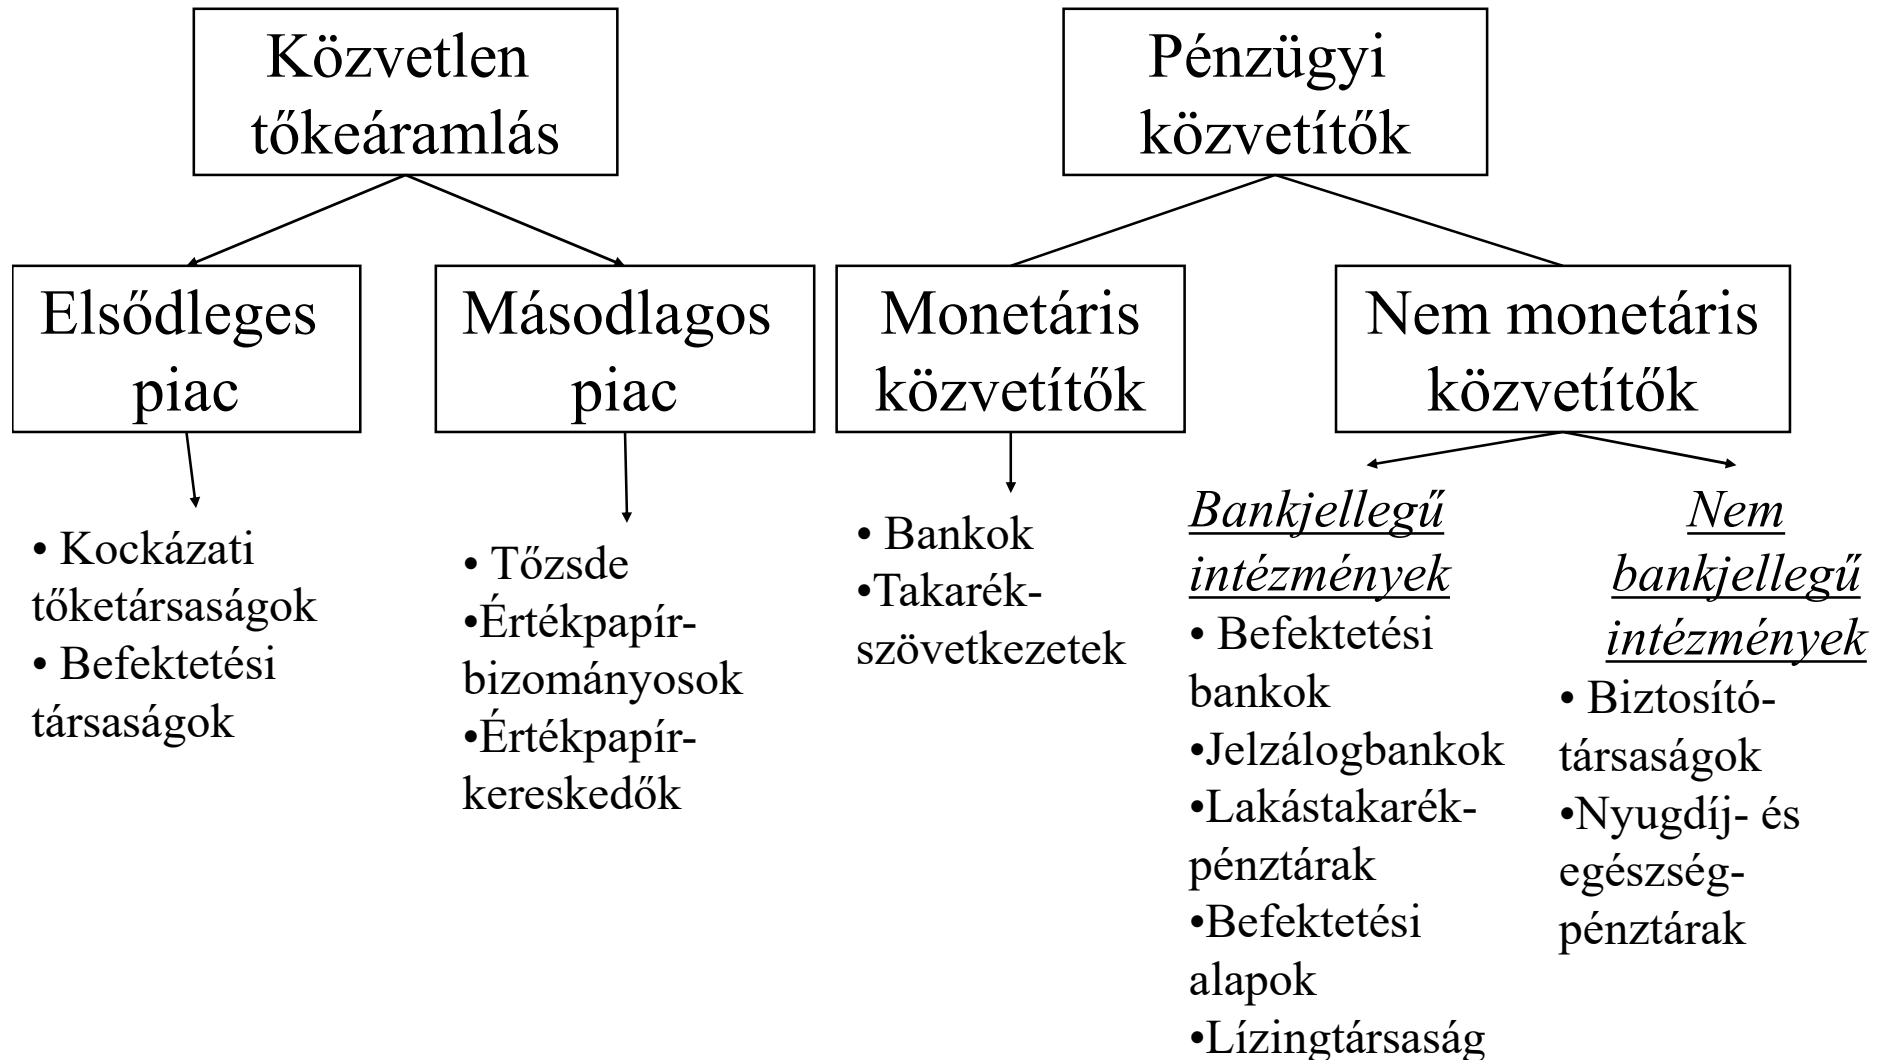 Közvetlen
tőkeáramlás
Pénzügyi
közvetítők
Elsődleges
piac
Másodlagos
piac
Monetáris
közvetítők
Nem monetáris
közvetítők
• Kockázati
tőketársaságok
• Befektetési
társaságok
• Tőzsde
•Értékpapír-
bizományosok
•Értékpapír-
kereskedők
• Bankok
•Takarék-
szövetkezetek
Bankjellegű
intézmények
• Befektetési
bankok
•Jelzálogbankok
•Lakástakarék-
pénztárak
•Befektetési
alapok
•Lízingtársaság
Nem
bankjellegű
intézmények
• Biztosító-
társaságok
•Nyugdíj- és
egészség-
pénztárak